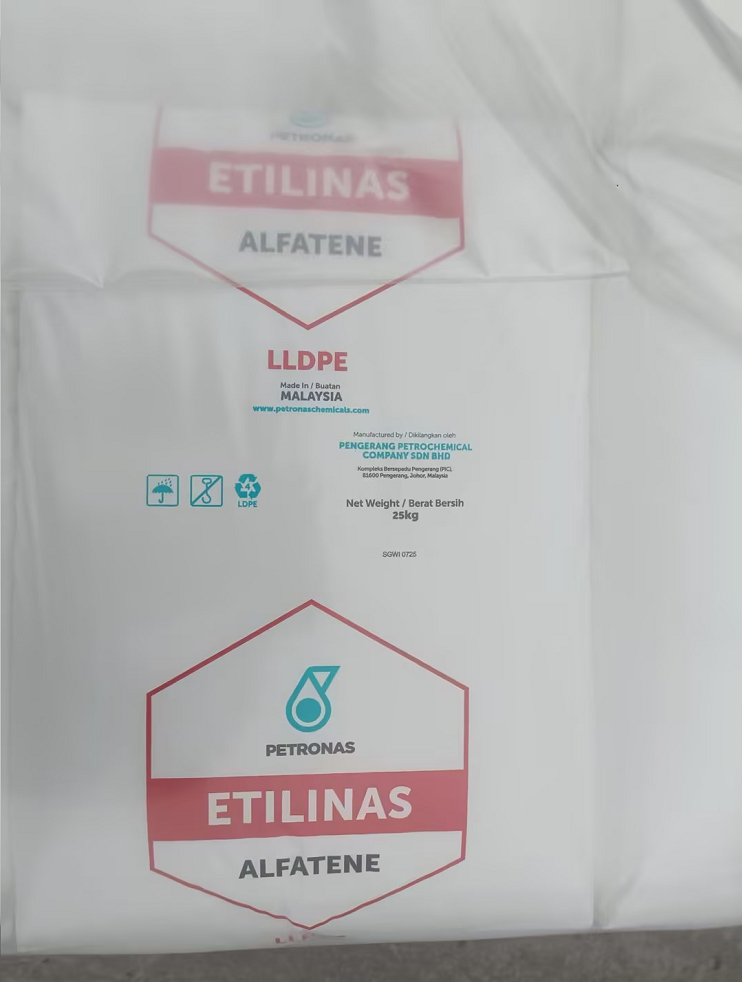 PETRONAS
ETILINAS
ALFATENE
LLDPE
Made In / Buatan
MALAYSIA
www.petronaschemicals.com
Manufactured by / Dikilangkan oleh
PENGERANG PETROCHEMICAL
COMPANY SDN BHD
Kompleks Bersepadu Pengerang (PIC),
81600 Pengerang, Johor, Malaysia
4
LDPE
Net Weight / Berat Bersih
25kg
SGWI 0725
PETRONAS
ETILINAS
ALFATENE